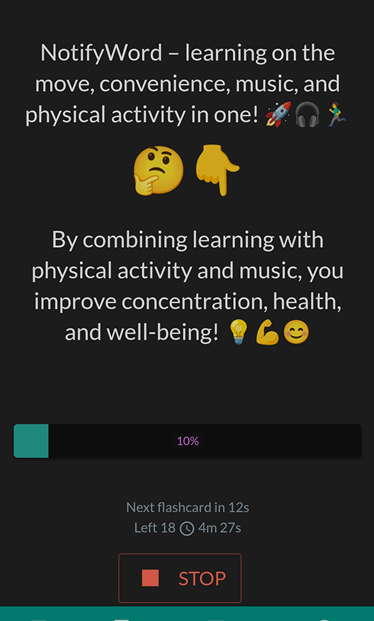 NotifyWord – learning on the
move, convenience, music, and
physical activity in one! 🚀🎧🏃‍♂️
🤔👇
By combining learning with
physical activity and music, you
improve concentration, health,
and well-being! 💡💪😊
10%
Next flashcard in 12s
Left 18 🕓 4m 27s
STOP